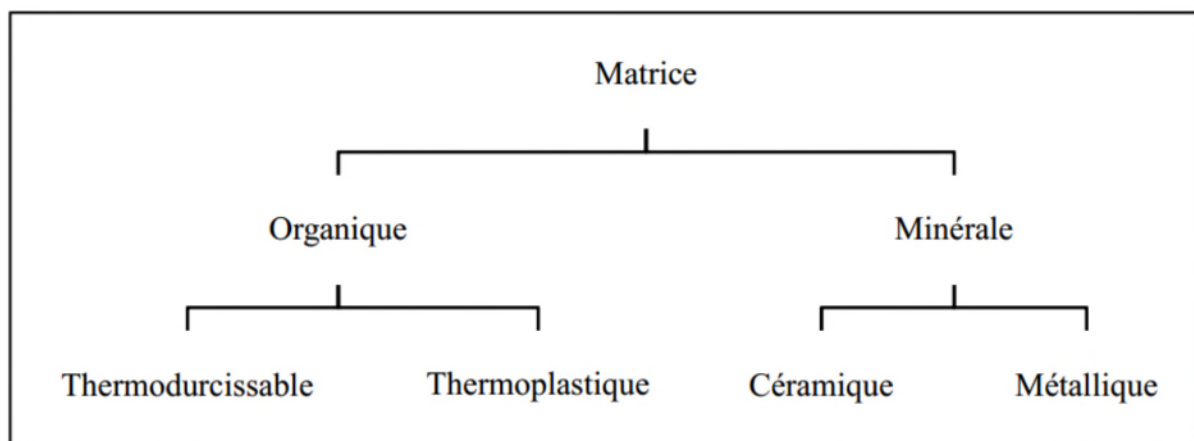 Matrice
Organique Minérale
Thermodurcissable Thermoplastique Céramique Métallique